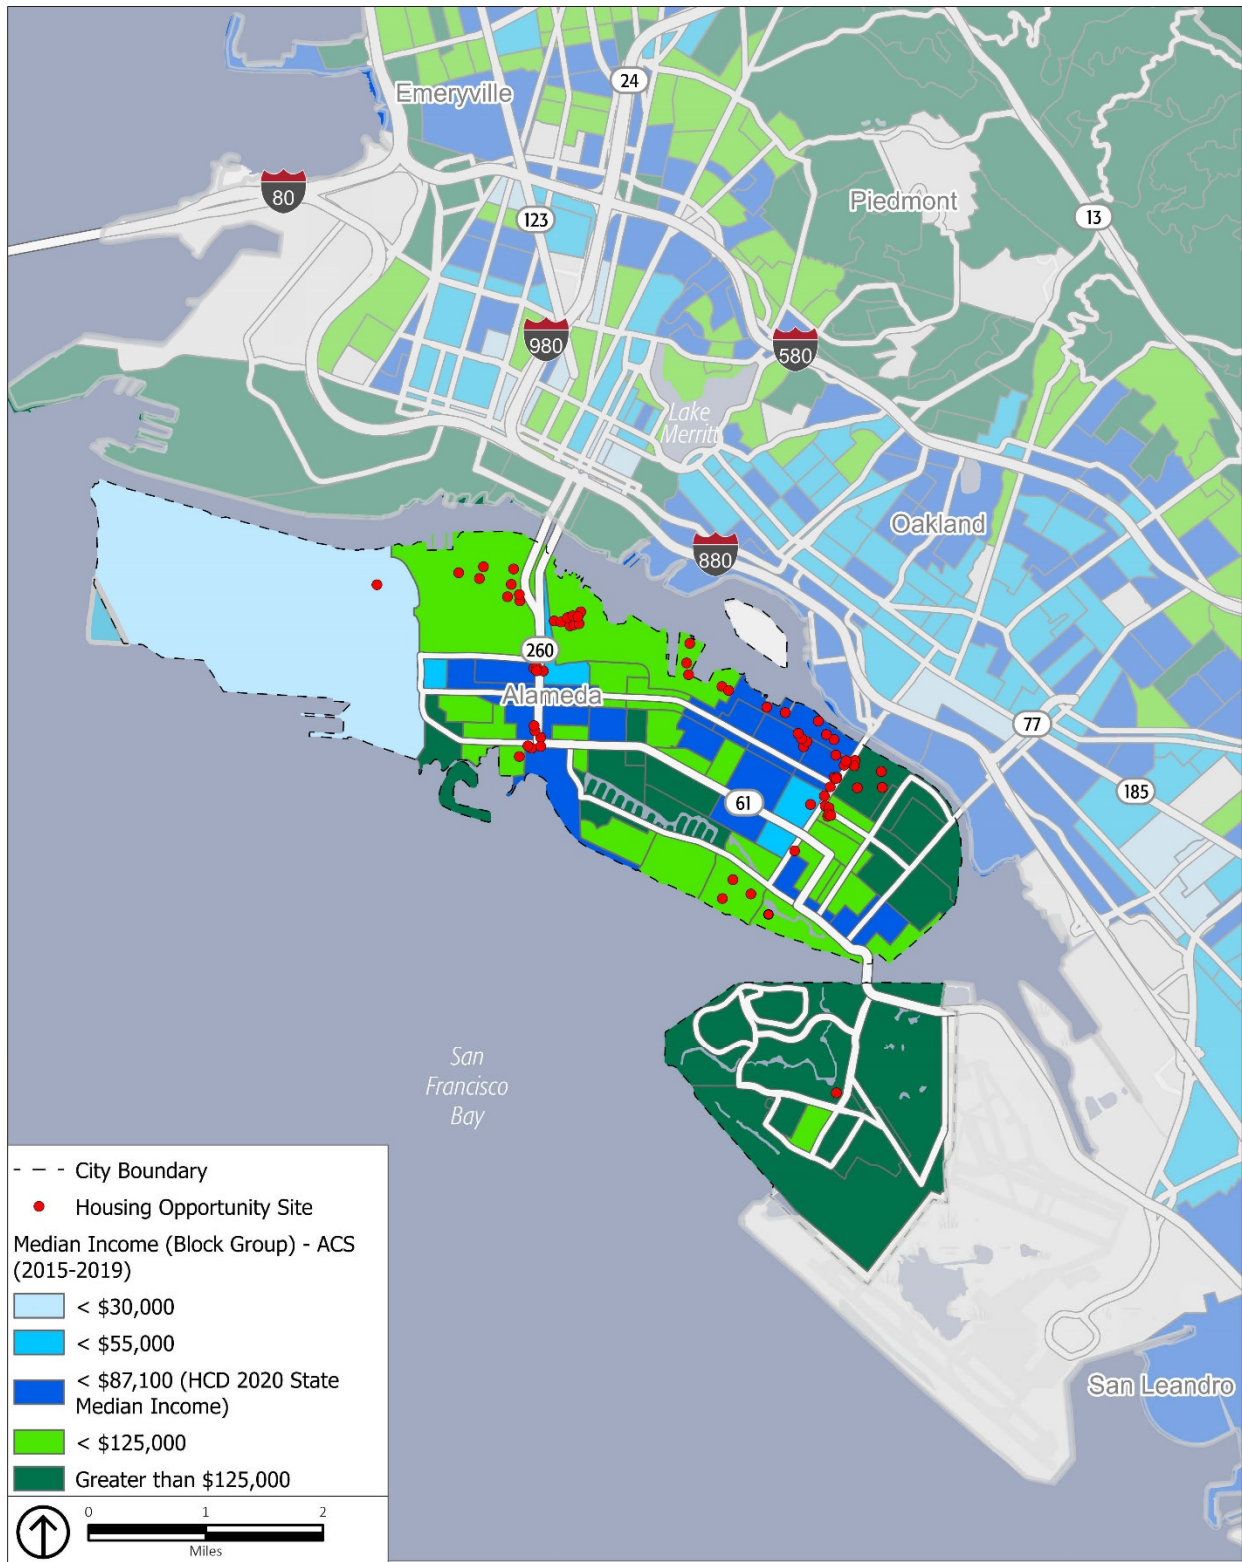 24
Emeryville
80
Piedmont
123
13
980
580
Lake
Merritt
Oakland
880
260
Alameda
77
61
185
San
Francisco
Bay
San Leandro
City Boundary
Housing Opportunity Site
Median Income (Block Group) - ACS
(2015-2019)
< $30,000
< $55,000
< $87,100 (HCD 2020 State
Median Income)
< $125,000
Greater than $125,000
0 1 2
Miles